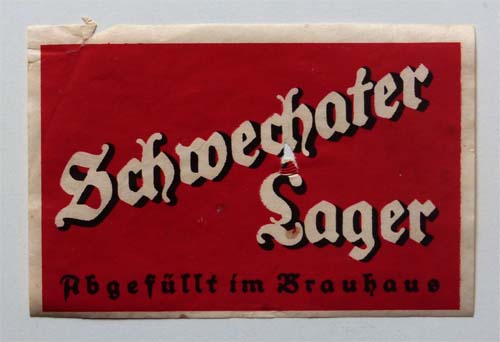 Schwechater
Lager
Abgefüllt im Brauhaus